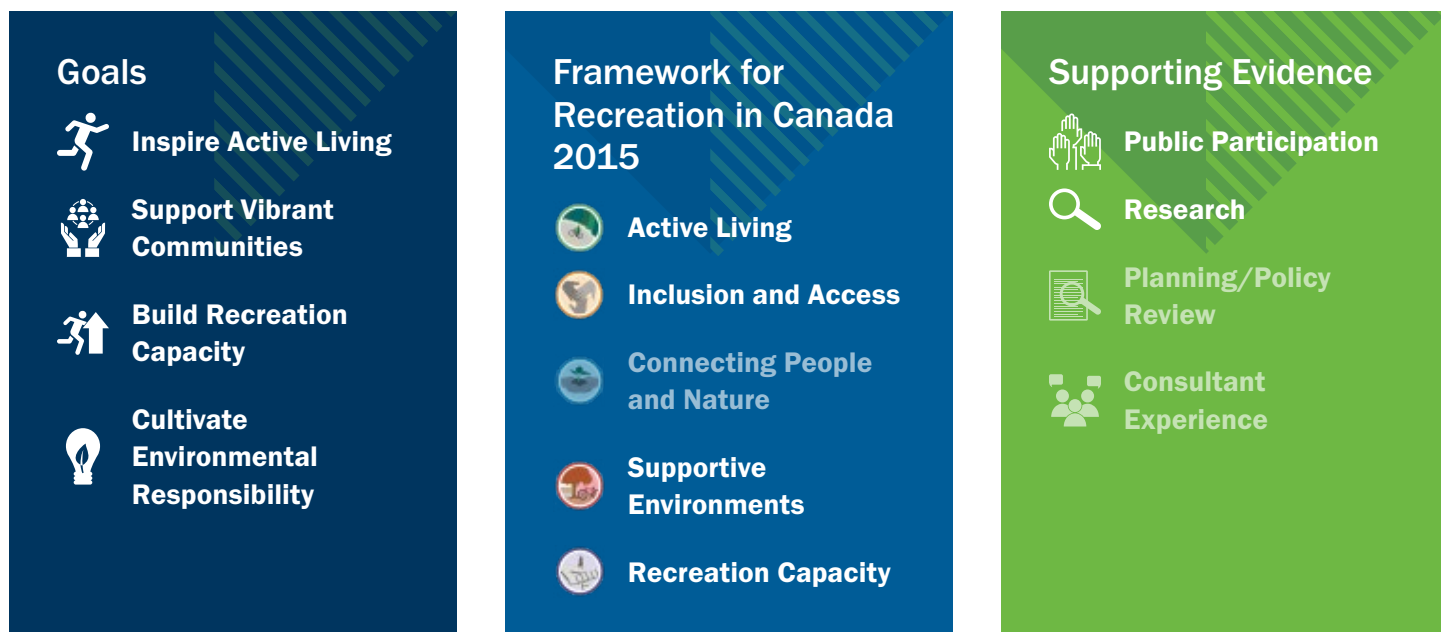 Goals
Inspire Active Living
Support Vibrant
Communities
Build Recreation
Capacity
Cultivate
Environmental
Responsibility
Framework for
Recreation in Canada
2015
Active Living
Inclusion and Access
Connecting People
and Nature
Supportive
Environments
Recreation Capacity
Supporting Evidence
Public Participation
Research
Planning/Policy
Review
Consultant
Experience